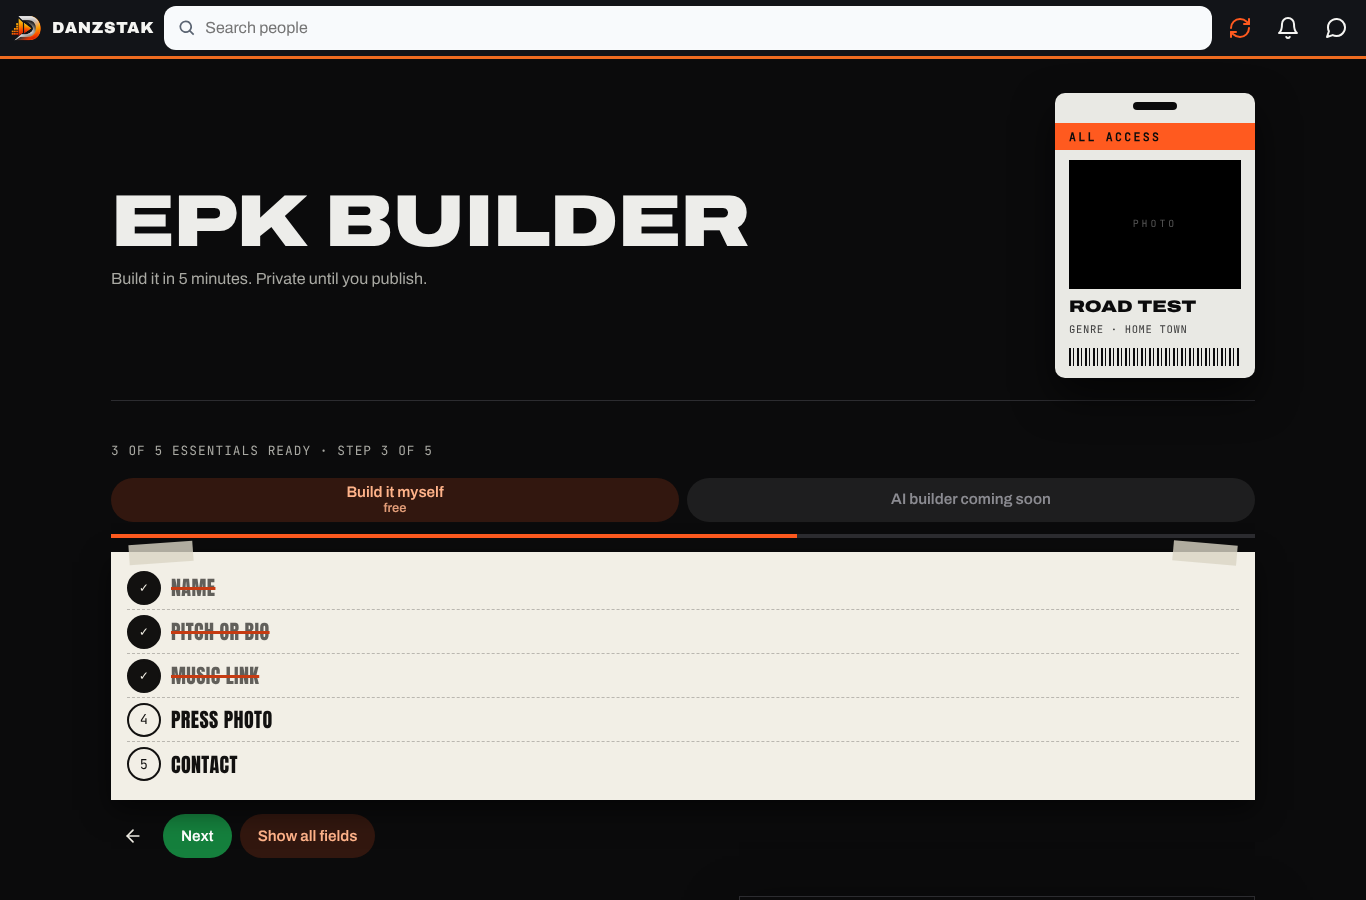 DANZSTAK
Search people
ALL ACCESS
PHOTO
ROAD TEST
GENRE · HOME TOWN
EPK BUILDER
Build it in 5 minutes. Private until you publish.
3 OF 5 ESSENTIALS READY · STEP 3 OF 5
Build it myself
free
AI builder coming soon
✓ NAME
✓ PITCH OR BIO
✓ MUSIC LINK
4 PRESS PHOTO
5 CONTACT
Next
Show all fields